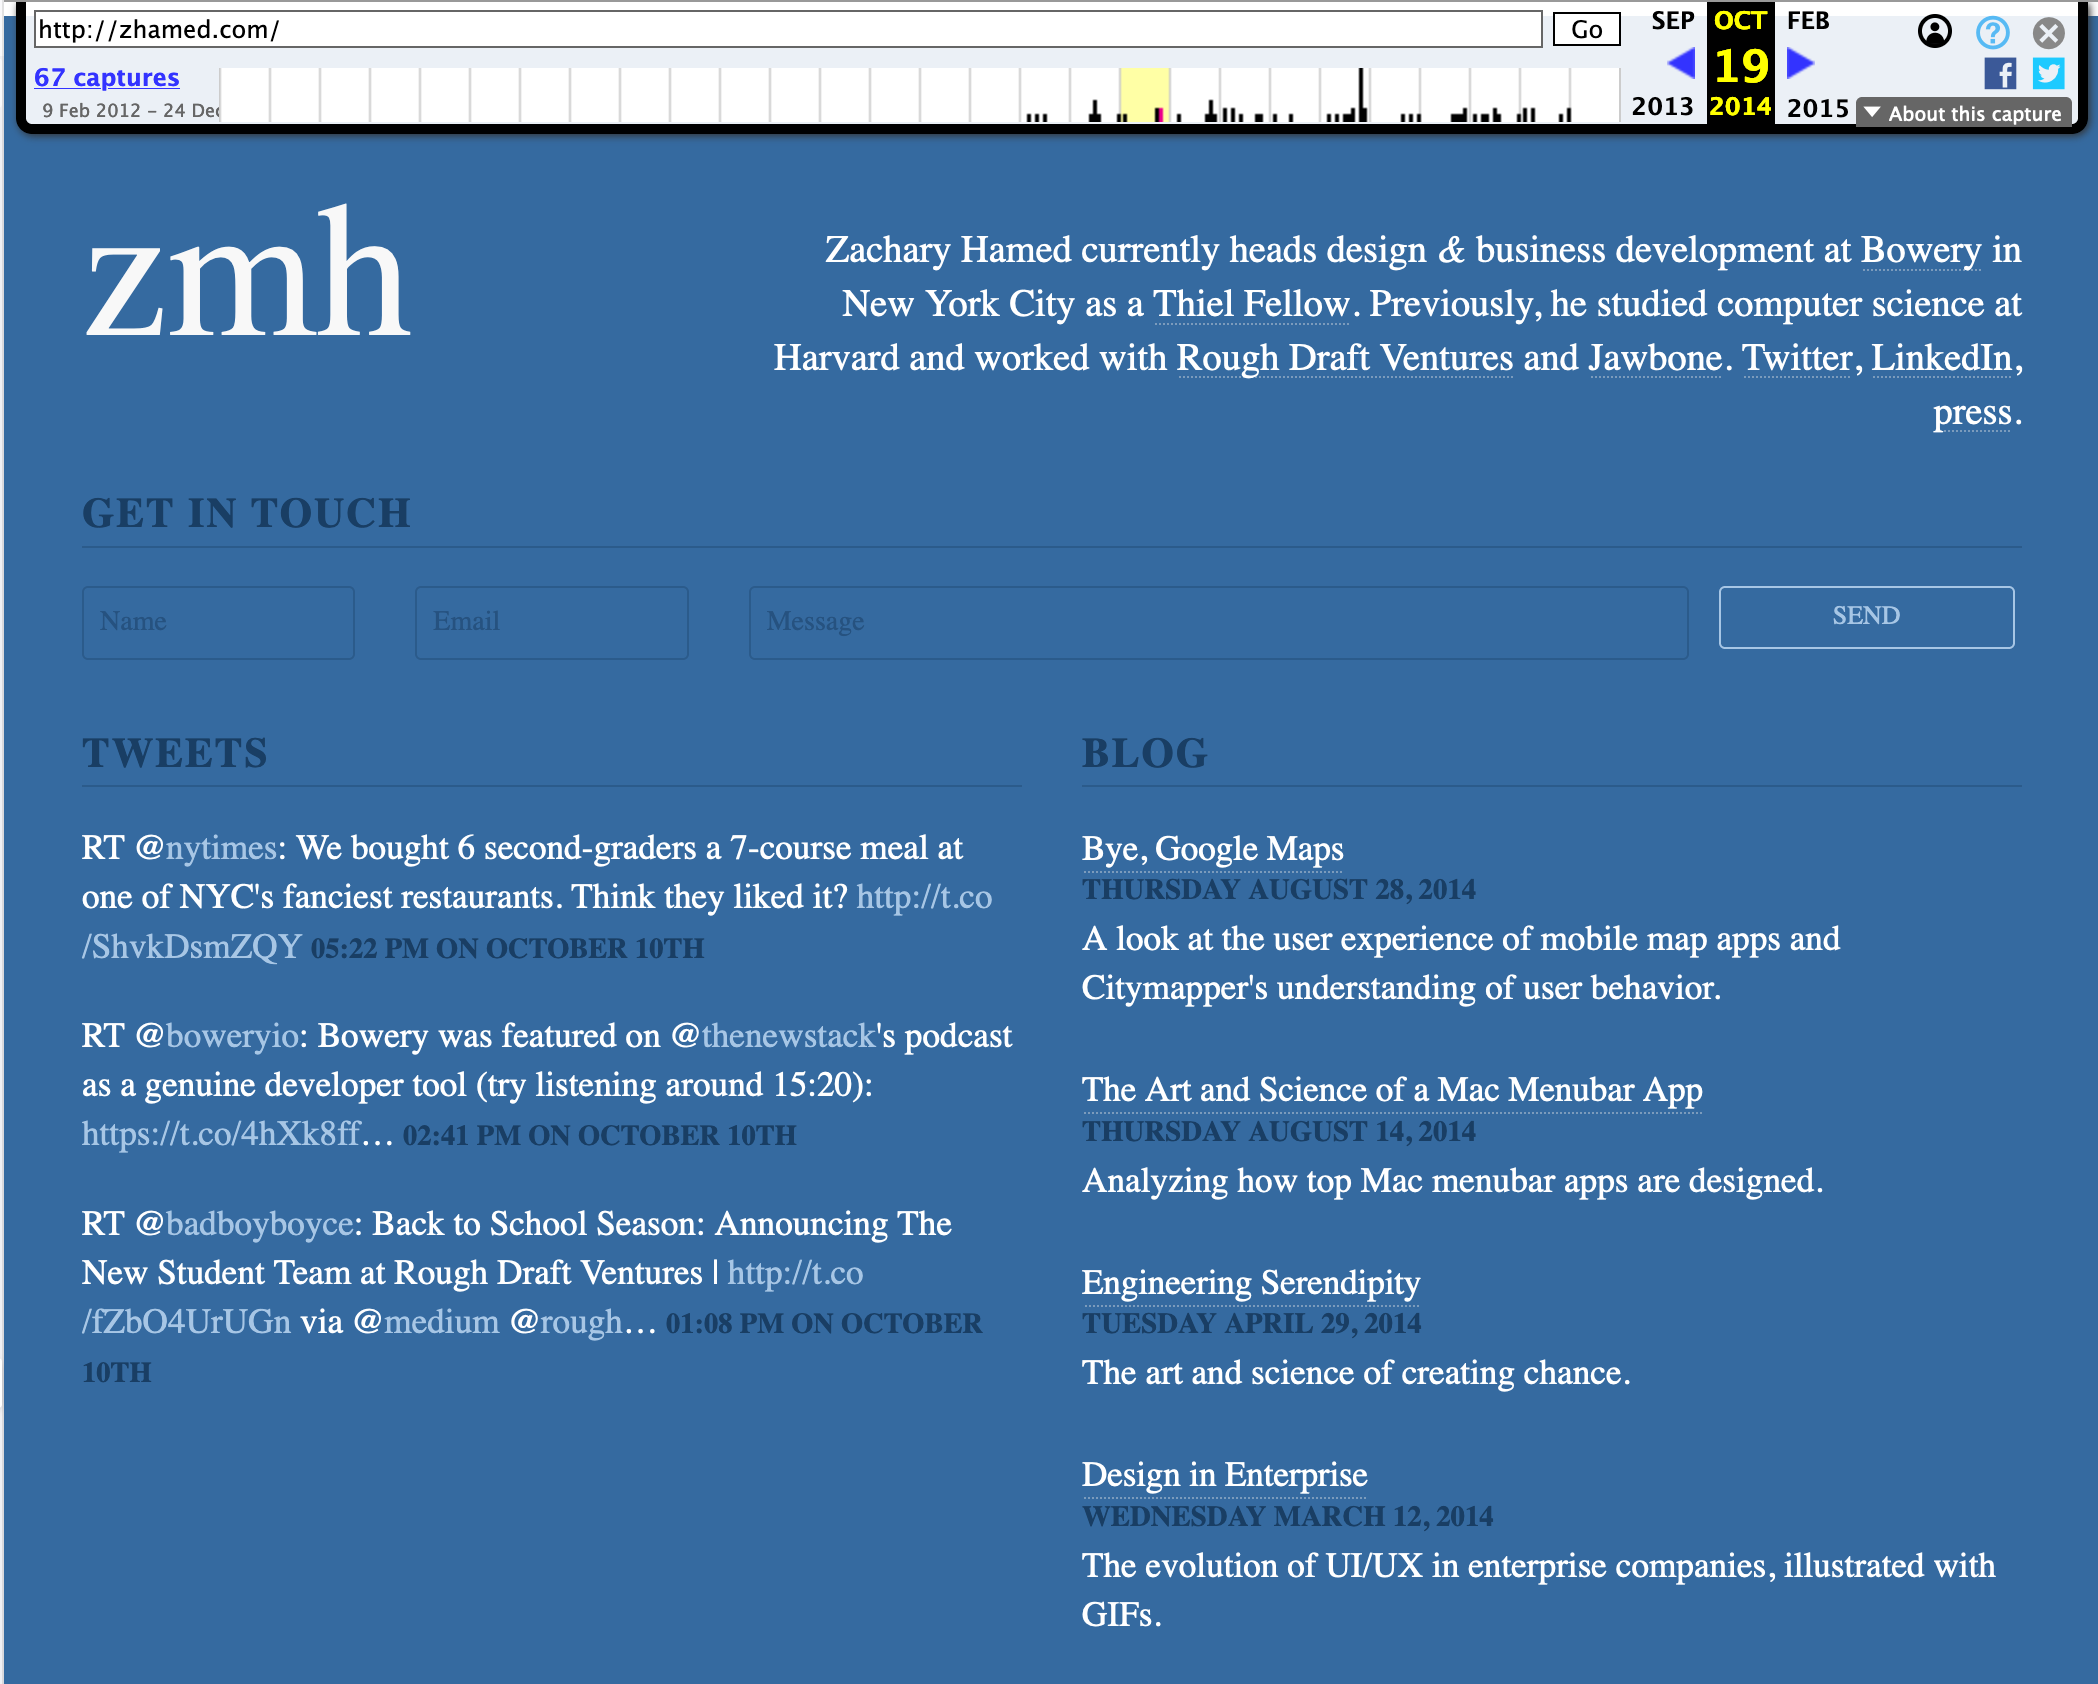 http://zhamed.com/
Go
67 captures
9 Feb 2012 – 24 Dec
SEP OCT FEB
19
2013 2014 2015
About this capture
zmh
Zachary Hamed currently heads design & business development at Bowery in
New York City as a Thiel Fellow. Previously, he studied computer science at
Harvard and worked with Rough Draft Ventures and Jawbone. Twitter, LinkedIn,
press.
GET IN TOUCH
Name Email Message SEND
TWEETS
RT @nytimes: We bought 6 second-graders a 7-course meal at
one of NYC's fanciest restaurants. Think they liked it? http://t.co
/ShvkDsmZQY 05:22 PM ON OCTOBER 10TH
RT @boweryio: Bowery was featured on @thenewstack's podcast
as a genuine developer tool (try listening around 15:20):
https://t.co/4hXk8ff… 02:41 PM ON OCTOBER 10TH
RT @badboyboyce: Back to School Season: Announcing The
New Student Team at Rough Draft Ventures | http://t.co
/fZbO4UrUGn via @medium @rough… 01:08 PM ON OCTOBER
10TH
BLOG
Bye, Google Maps
THURSDAY AUGUST 28, 2014
A look at the user experience of mobile map apps and
Citymapper's understanding of user behavior.
The Art and Science of a Mac Menubar App
THURSDAY AUGUST 14, 2014
Analyzing how top Mac menubar apps are designed.
Engineering Serendipity
TUESDAY APRIL 29, 2014
The art and science of creating chance.
Design in Enterprise
WEDNESDAY MARCH 12, 2014
The evolution of UI/UX in enterprise companies, illustrated with
GIFs.